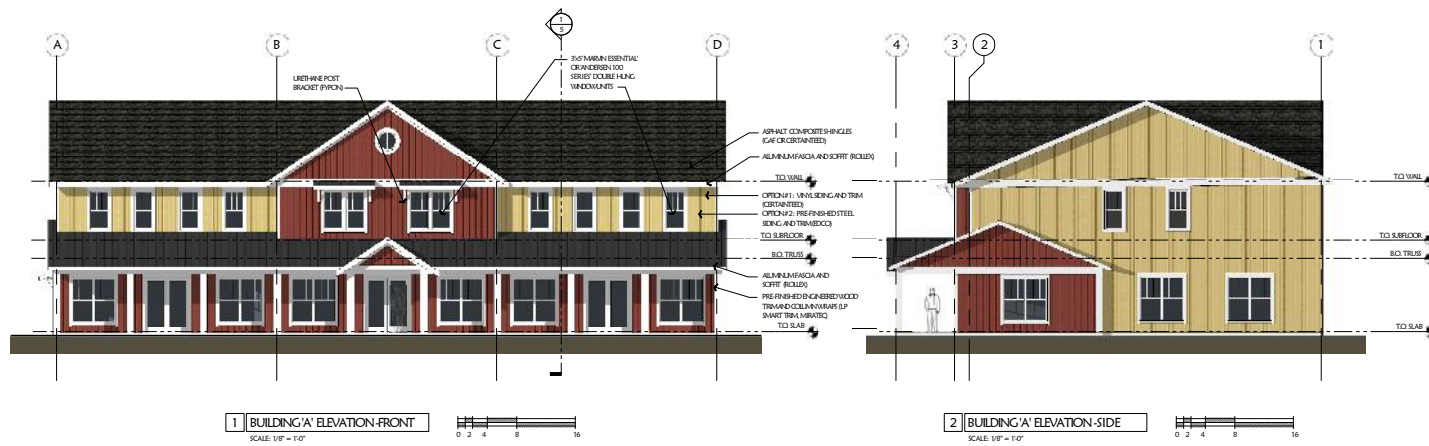 A
B
C
D
1
5
4
3
2
1
3'x5' MARVIN ESSENTIAL'
OR 'ANDERSEN 100
SERIES' DOUBLE HUNG
WINDOW UNITS
URETHANE POST
BRACKET (FYPON)
ASPHALT COMPOSITE SHINGLES
(GAF OR CERTAINTEED)
ALUMINUM FASCIA AND SOFFIT (ROLLEX)
T.O. WALL
OPTION #1: VINYL SIDING AND TRIM
(CERTAINTEED)
OPTION #2: PRE-FINISHED STEEL
SIDING AND TRIM (EDCO)
T.O. SUBFLOOR
B.O. TRUSS
ALUMINUM FASCIA AND
SOFFIT (ROLLEX)
PRE-FINISHED ENGINEERED WOOD
TRIM AND COLUMN WRAPS (LP
SMART TRIM, MIRATEC)
T.O. SLAB
T.O. WALL
T.O. SUBFLOOR
B.O. TRUSS
T.O. SLAB
1 BUILDING 'A' ELEVATION-FRONT
SCALE: 1/8" = 1'-0"
0 2 4 8 16
2 BUILDING 'A' ELEVATION-SIDE
SCALE: 1/8" = 1'-0"
0 2 4 8 16